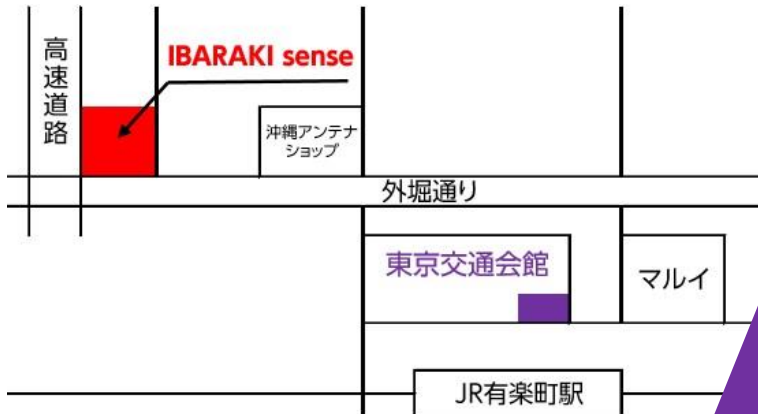 高速道路
IBARAKI sense
沖縄アンテナ
ショップ
外堀通り
東京交通会館
マルイ
JR有楽町駅